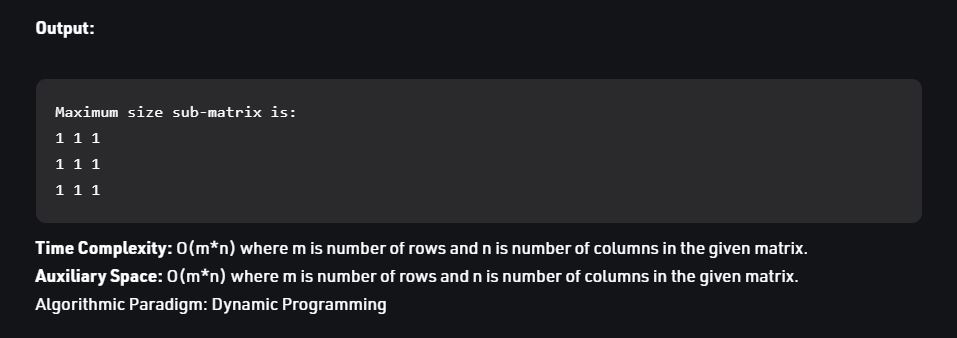 Output:
Maximum size sub-matrix is:
1 1 1
1 1 1
1 1 1
Time Complexity: O(m*n) where m is number of rows and n is number of columns in the given matrix.
Auxiliary Space: O(m*n) where m is number of rows and n is number of columns in the given matrix.
Algorithmic Paradigm: Dynamic Programming